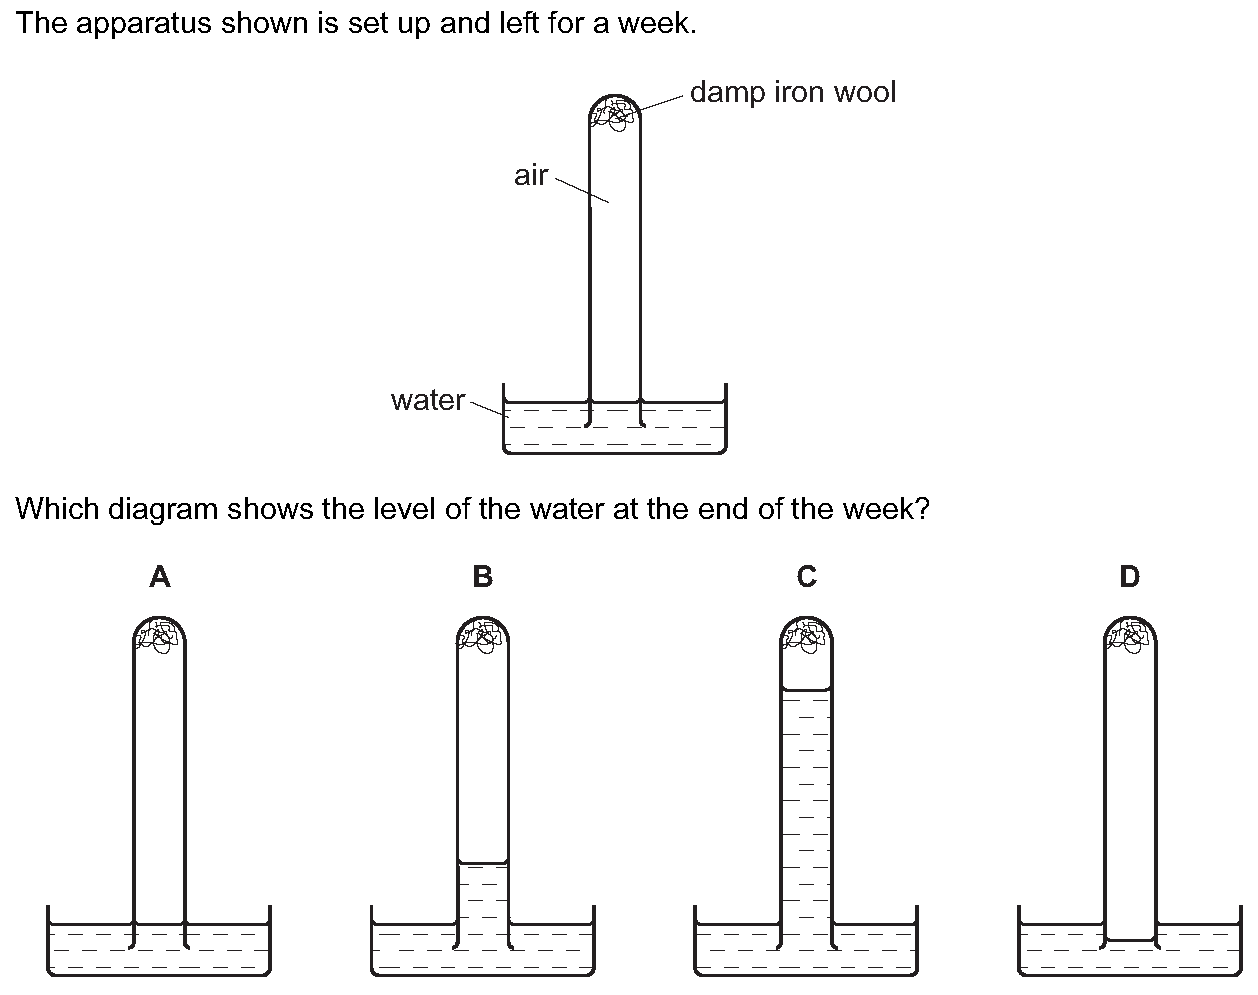 The apparatus shown is set up and left for a week.
damp iron wool
air
water
Which diagram shows the level of the water at the end of the week?
A B C D